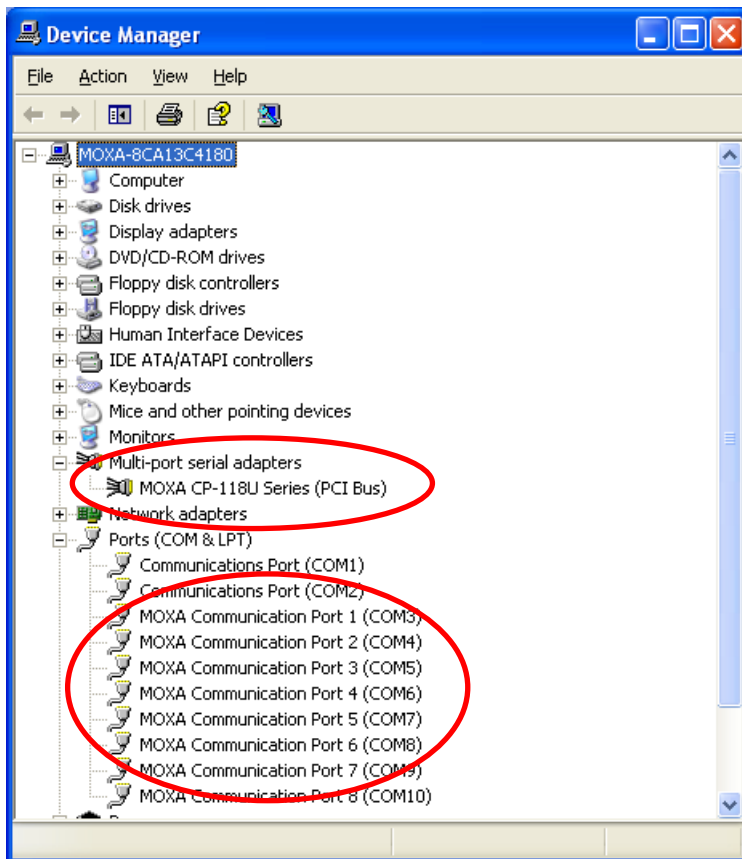 Device Manager
File Action View Help
MOXA-8CA13C4180
Computer
Disk drives
Display adapters
DVD/CD-ROM drives
Floppy disk controllers
Floppy disk drives
Human Interface Devices
IDE ATA/ATAPI controllers
Keyboards
Mice and other pointing devices
Monitors
Multi-port serial adapters
MOXA CP-118U Series (PCI Bus)
Network adapters
Ports (COM & LPT)
Communications Port (COM1)
Communications Port (COM2)
MOXA Communication Port 1 (COM3)
MOXA Communication Port 2 (COM4)
MOXA Communication Port 3 (COM5)
MOXA Communication Port 4 (COM6)
MOXA Communication Port 5 (COM7)
MOXA Communication Port 6 (COM8)
MOXA Communication Port 7 (COM9)
MOXA Communication Port 8 (COM10)